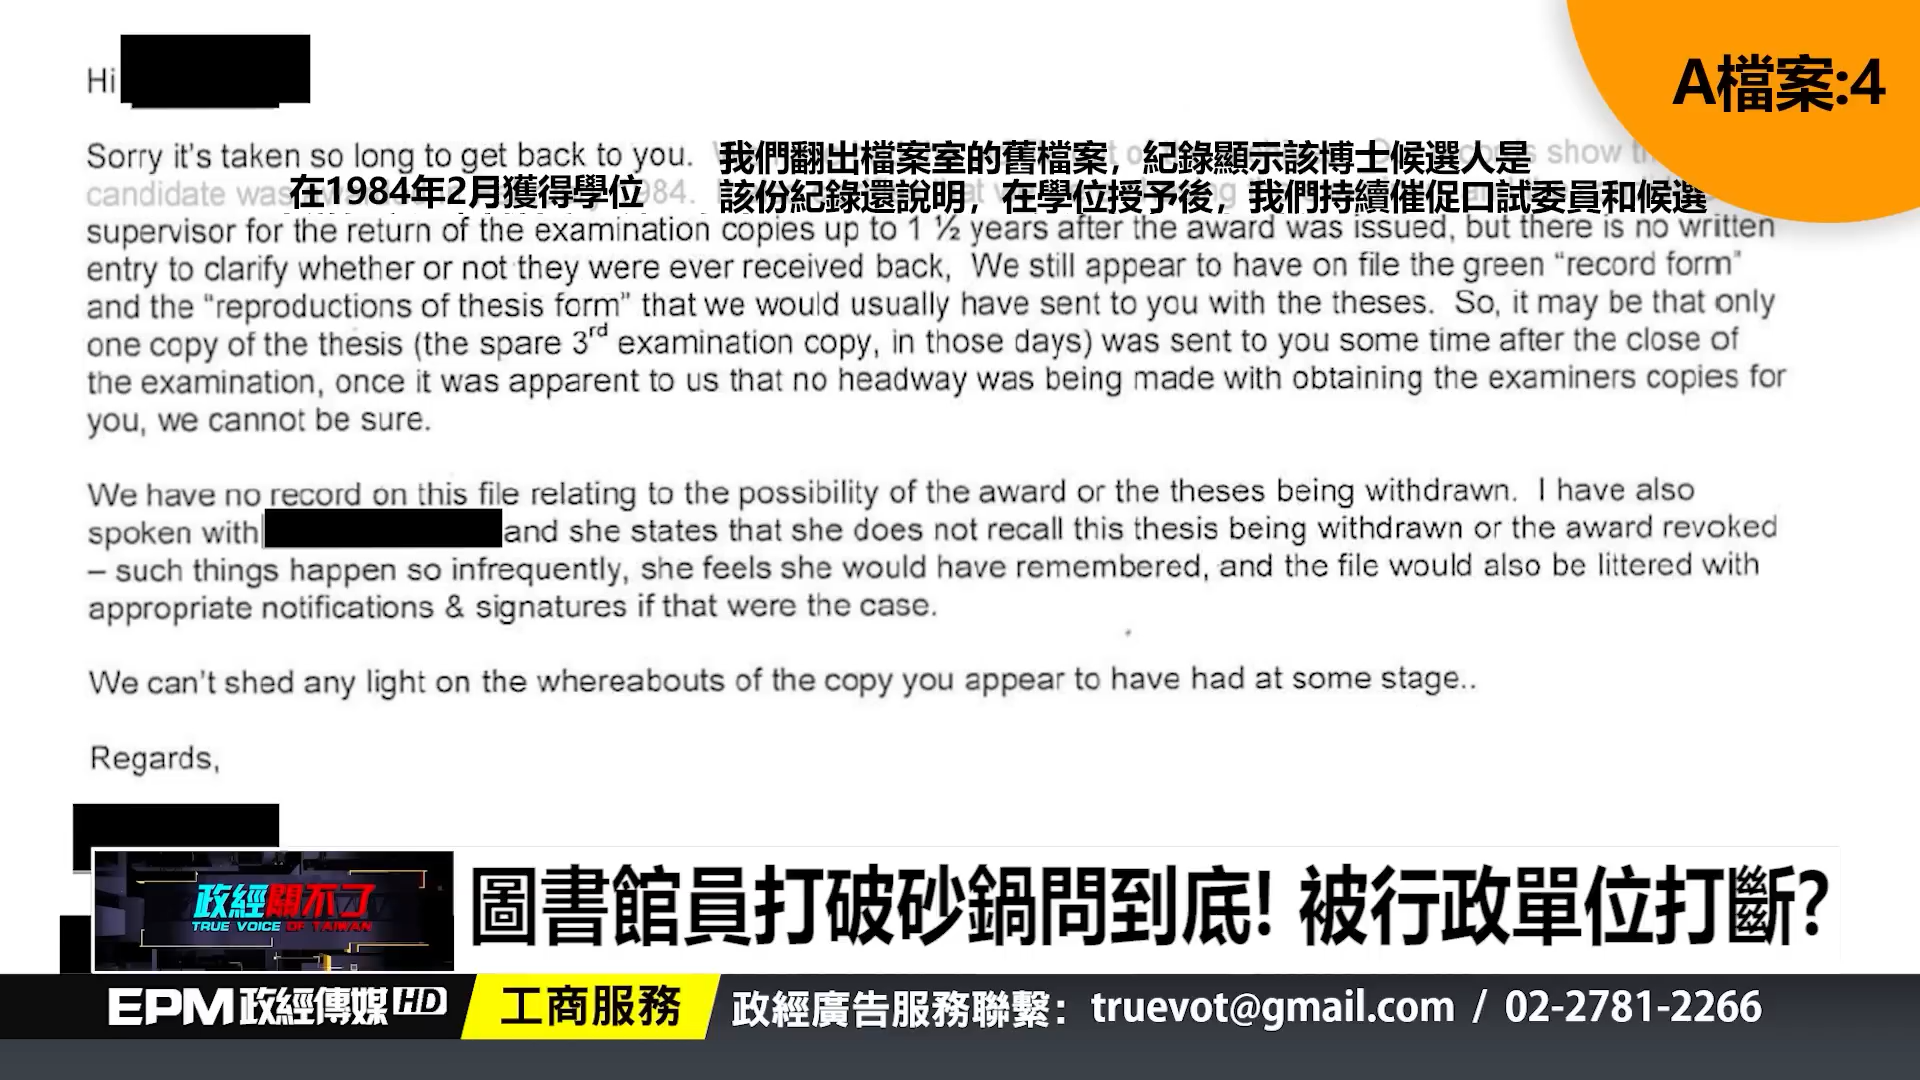 A檔案:4
Hi
Sorry it's taken so long to get back to you. 我們翻出檔案室的舊檔案，紀錄顯示該博士候選人是 show
candidate was 在1984年2月獲得學位 984. 該份紀錄還說明，在學位授予後，我們持續催促口試委員和候選
supervisor for the return of the examination copies up to 1 ½ years after the award was issued, but there is no written
entry to clarify whether or not they were ever received back, We still appear to have on file the green “record form”
and the “reproductions of thesis form” that we would usually have sent to you with the theses. So, it may be that only
one copy of the thesis (the spare 3rd examination copy, in those days) was sent to you some time after the close of
the examination, once it was apparent to us that no headway was being made with obtaining the examiners copies for
you, we cannot be sure.
We have no record on this file relating to the possibility of the award or the theses being withdrawn. I have also
spoken with and she states that she does not recall this thesis being withdrawn or the award revoked
– such things happen so infrequently, she feels she would have remembered, and the file would also be littered with
appropriate notifications & signatures if that were the case.
We can't shed any light on the whereabouts of the copy you appear to have had at some stage..
Regards,
政經關不了
TRUE VOICE OF TAIWAN
圖書館員打破砂鍋問到底! 被行政單位打斷?
EPM政經傳媒HD
工商服務
政經廣告服務聯繫：truevot@gmail.com / 02-2781-2266